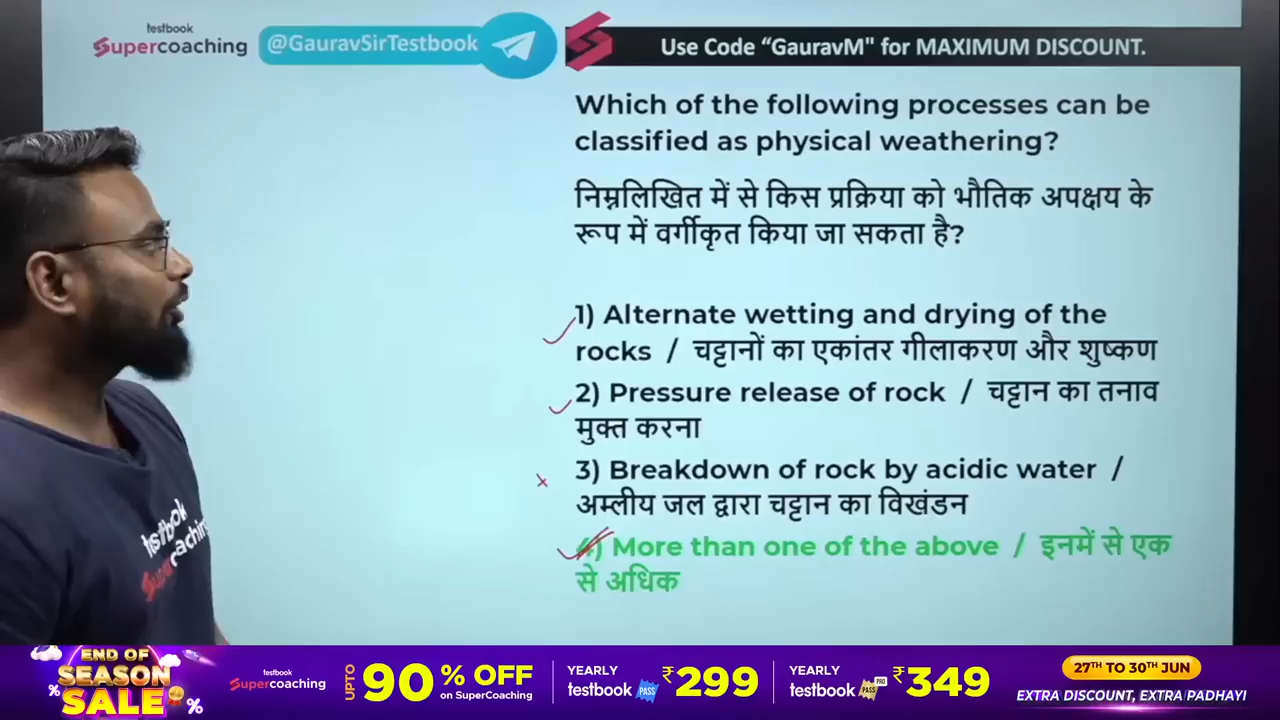 testbook
Supercoaching
@GauravSirTestbook
Use Code “GauravM" for MAXIMUM DISCOUNT.
Which of the following processes can be
classified as physical weathering?
निम्नलिखित में से किस प्रक्रिया को भौतिक अपक्षय के
रूप में वर्गीकृत किया जा सकता है?
1) Alternate wetting and drying of the
rocks / चट्टानों का एकांतर गीलाकरण और शुष्कण
2) Pressure release of rock / चट्टान का तनाव
मुक्त करना
3) Breakdown of rock by acidic water /
अम्लीय जल द्वारा चट्टान का विखंडन
4) More than one of the above / इनमें से एक
से अधिक
testbook
Supercoaching
END OF
SEASON
SALE
%
%
testbook
Supercoaching
UPTO 90% OFF
on SuperCoaching
YEARLY
testbook PASS
₹299
YEARLY
testbook PASS PRO
₹349
27TH TO 30TH JUN
EXTRA DISCOUNT, EXTRA PADHAYI